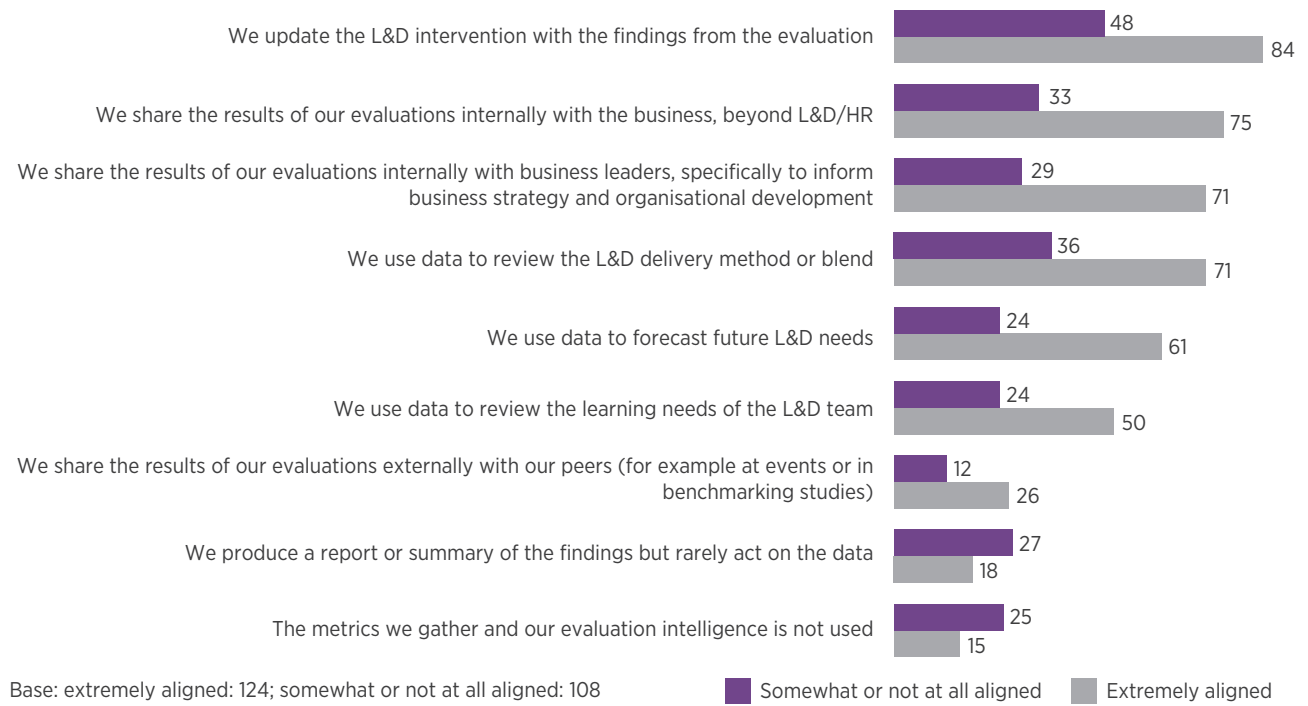 We update the L&D intervention with the findings from the evaluation
48
84
We share the results of our evaluations internally with the business, beyond L&D/HR
33
75
We share the results of our evaluations internally with business leaders, specifically to inform
business strategy and organisational development
29
71
We use data to review the L&D delivery method or blend
36
71
We use data to forecast future L&D needs
24
61
We use data to review the learning needs of the L&D team
24
50
We share the results of our evaluations externally with our peers (for example at events or in
benchmarking studies)
12
26
We produce a report or summary of the findings but rarely act on the data
27
18
The metrics we gather and our evaluation intelligence is not used
25
15
Base: extremely aligned: 124; somewhat or not at all aligned: 108
Somewhat or not at all aligned
Extremely aligned